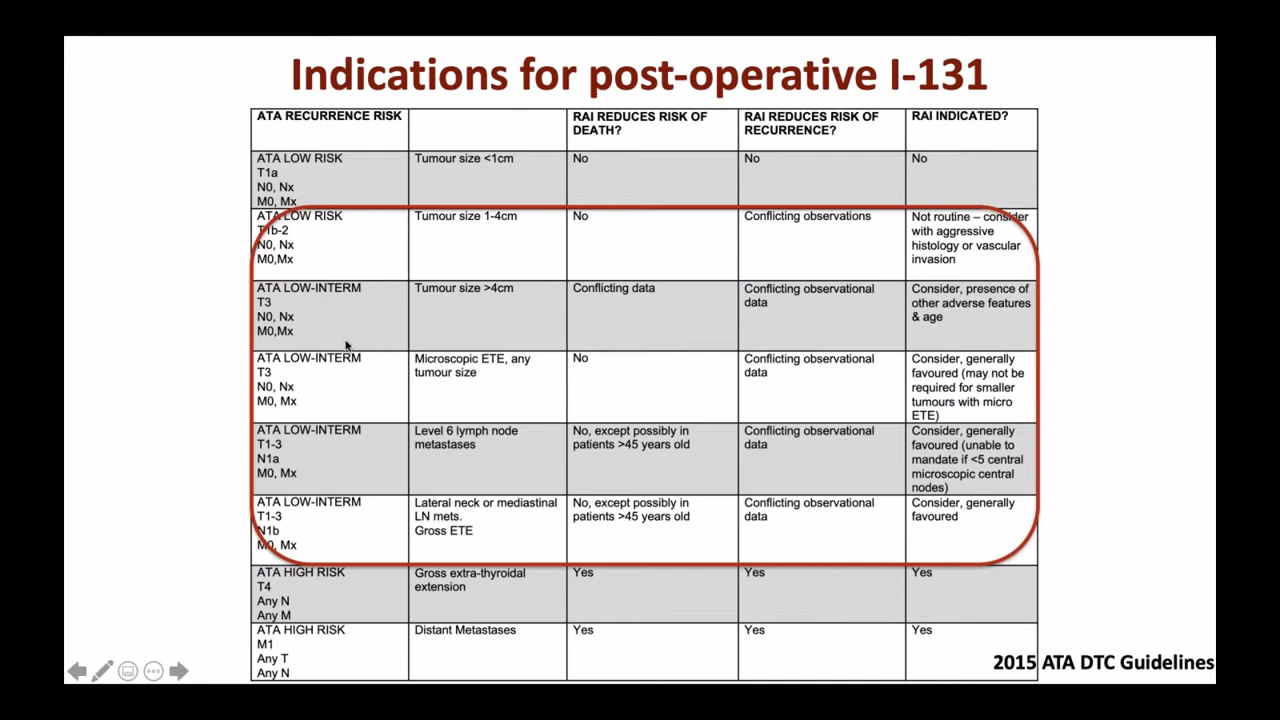 Indications for post-operative I-131
ATA RECURRENCE RISK
RAI REDUCES RISK OF
DEATH?
RAI REDUCES RISK OF
RECURRENCE?
RAI INDICATED?
ATA LOW RISK
T1a
N0, Nx
M0, Mx
Tumour size <1cm
No
No
No
ATA LOW RISK
T1b-2
N0, Nx
M0,Mx
Tumour size 1-4cm
No
Conflicting observations
Not routine – consider
with aggressive
histology or vascular
invasion
ATA LOW-INTERM
T3
N0, Nx
M0,Mx
Tumour size >4cm
Conflicting data
Conflicting observational
data
Consider, presence of
other adverse features
& age
ATA LOW-INTERM
T3
N0, Nx
M0, Mx
Microscopic ETE, any
tumour size
No
Conflicting observational
data
Consider, generally
favoured (may not be
required for smaller
tumours with micro
ETE)
ATA LOW-INTERM
T1-3
N1a
M0, Mx
Level 6 lymph node
metastases
No, except possibly in
patients >45 years old
Conflicting observational
data
Consider, generally
favoured (unable to
mandate if <5 central
microscopic central
nodes)
ATA LOW-INTERM
T1-3
N1b
M0, Mx
Lateral neck or mediastinal
LN mets.
Gross ETE
No, except possibly in
patients >45 years old
Conflicting observational
data
Consider, generally
favoured
ATA HIGH RISK
T4
Any N
Any M
Gross extra-thyroidal
extension
Yes
Yes
Yes
ATA HIGH RISK
M1
Any T
Any N
Distant Metastases
Yes
Yes
Yes
2015 ATA DTC Guidelines